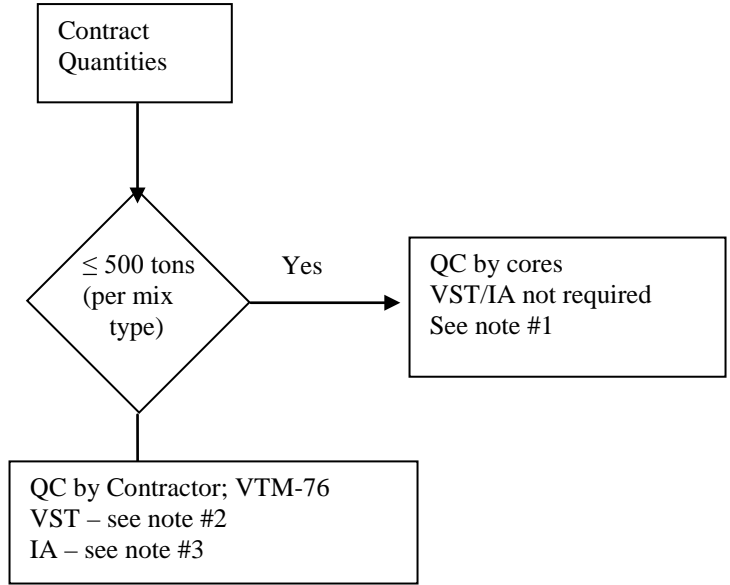 Contract
Quantities
≤ 500 tons
(per mix
type)
Yes
QC by cores
VST/IA not required
See note #1
QC by Contractor; VTM-76
VST – see note #2
IA – see note #3